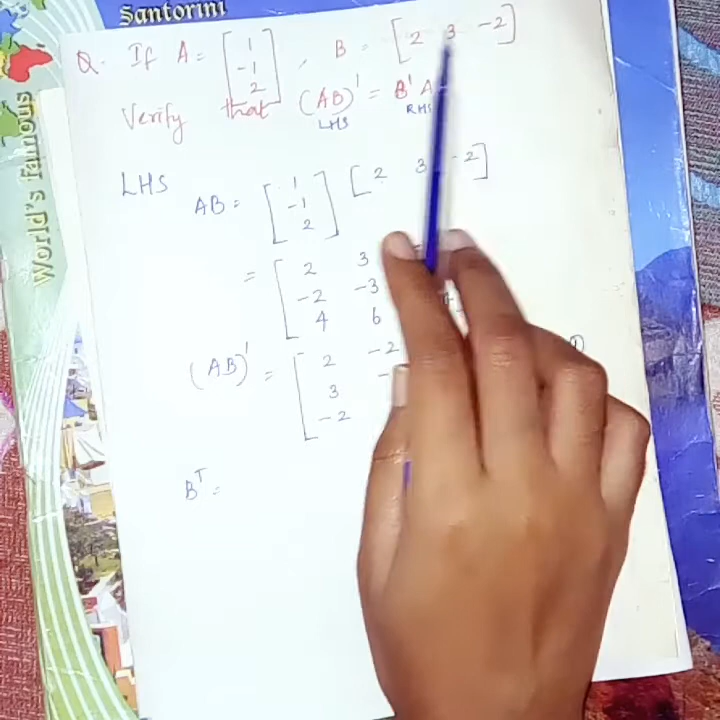 Santorini
World's famous
Q. If A = [1 -1 2], B = [2 3 -2]
Verify that (AB)' = B' A
LHS RHS
LHS
AB = [1 -1 2] [2 3 -2]
= [2 3
-2 -3
4 6
(AB)' = [2 -2
3 -
-2
B^T =